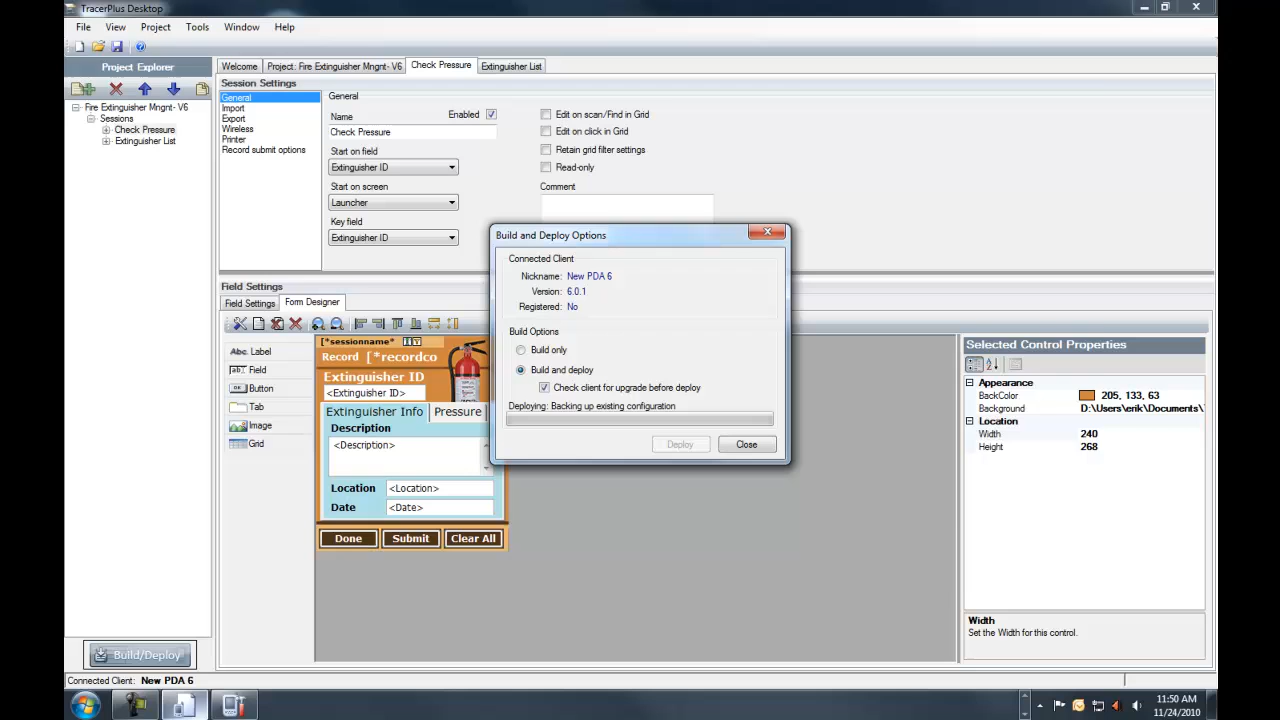 TracerPlus Desktop
File View Project Tools Window Help
Project Explorer
Fire Extinguisher Mngnt- V6
Sessions
Check Pressure
Extinguisher List
Build/Deploy
Welcome Project: Fire Extinguisher Mngnt- V6 Check Pressure Extinguisher List
Session Settings
General
Import
Export
Wireless
Printer
Record submit options
General
Name Enabled
Check Pressure
Start on field
Extinguisher ID
Start on screen
Launcher
Key field
Extinguisher ID
Edit on scan/Find in Grid
Edit on click in Grid
Retain grid filter settings
Read-only
Comment
Build and Deploy Options
Connected Client
Nickname: New PDA 6
Version: 6.0.1
Registered: No
Build Options
Build only
Build and deploy
Check client for upgrade before deploy
Deploying: Backing up existing configuration
Deploy Close
Field Settings
Field Settings Form Designer
Abc Label
Field
Button
Tab
Image
Grid
[*sessionname*
Record [*recordco
Extinguisher ID
<Extinguisher ID>
Extinguisher Info Pressure
Description
<Description>
Location <Location>
Date <Date>
Done Submit Clear All
Selected Control Properties
Appearance
BackColor 205, 133, 63
Background D:\Users\erik\Documents\
Location
Width 240
Height 268
Width
Set the Width for this control.
Connected Client: New PDA 6
11:50 AM
11/24/2010